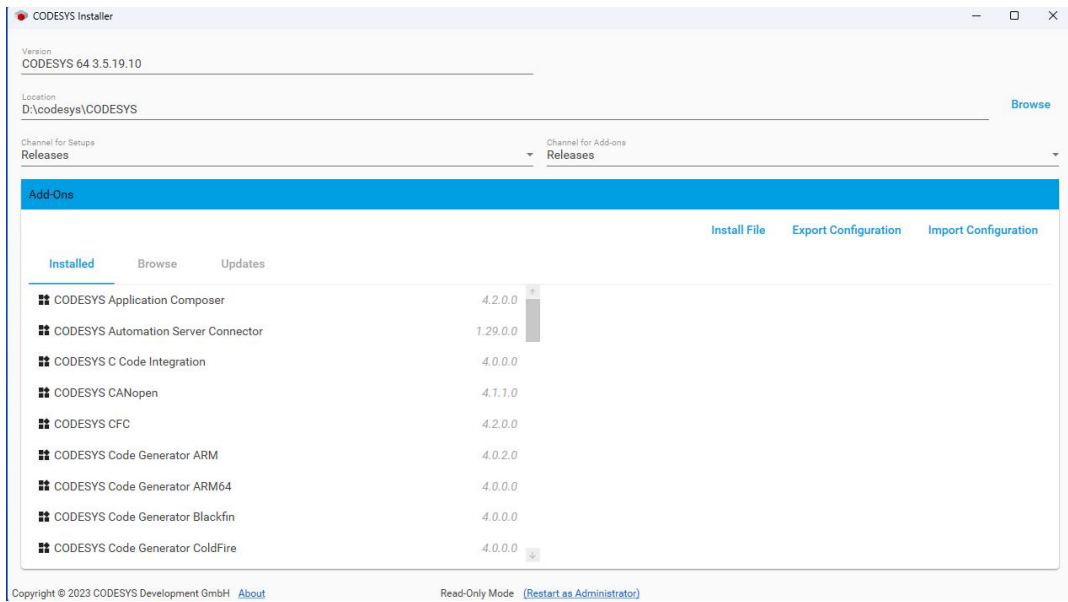 CODESYS Installer
Version
CODESYS 64 3.5.19.10
Location
D:\codesys\CODESYS
Browse
Channel for Setups
Channel for Add-ons
Releases
Releases
Add-Ons
Install File Export Configuration Import Configuration
Installed Browse Updates
CODESYS Application Composer 4.2.0.0
CODESYS Automation Server Connector 1.29.0.0
CODESYS C Code Integration 4.0.0.0
CODESYS CANopen 4.1.1.0
CODESYS CFC 4.2.0.0
CODESYS Code Generator ARM 4.0.2.0
CODESYS Code Generator ARM64 4.0.0.0
CODESYS Code Generator Blackfin 4.0.0.0
CODESYS Code Generator ColdFire 4.0.0.0
Copyright © 2023 CODESYS Development GmbH About Read-Only Mode (Restart as Administrator)